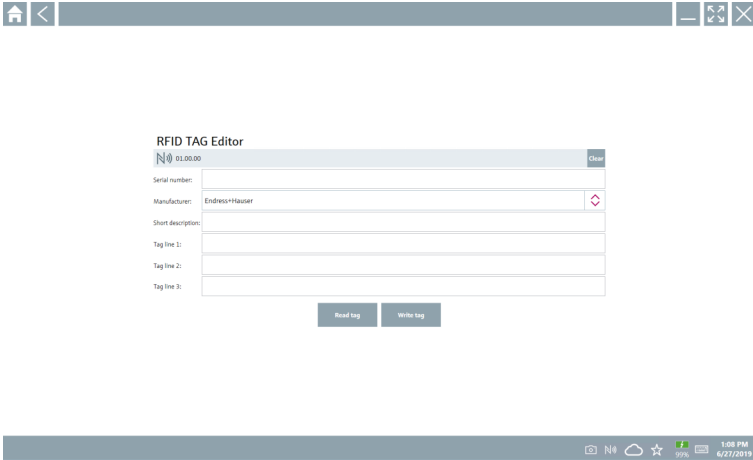 RFID TAG Editor
01.00.00 Clear
Serial number:
Manufacturer: Endress+Hauser
Short description:
Tag line 1:
Tag line 2:
Tag line 3:
Read tag Write tag
99% 1:08 PM
6/27/2019